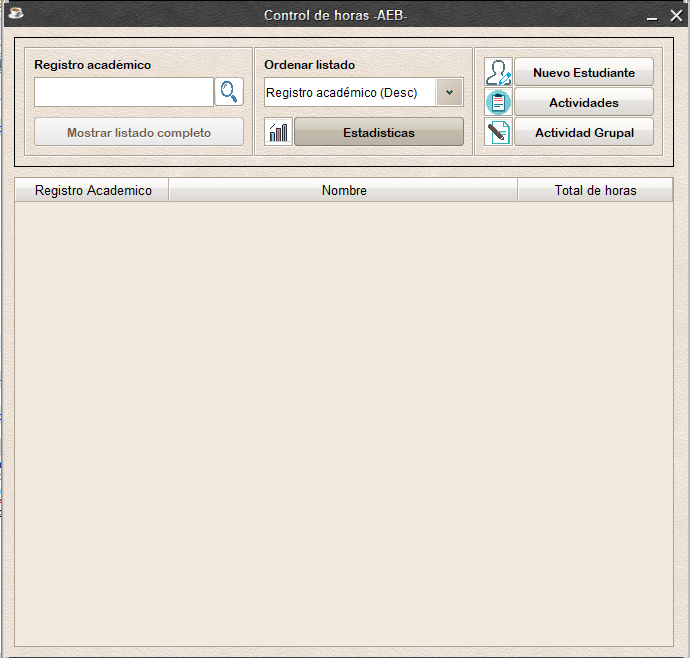 Control de horas -AEB-
Registro académico
Mostrar listado completo
Ordenar listado
Registro académico (Desc)
Estadisticas
Nuevo Estudiante
Actividades
Actividad Grupal
Registro Academico Nombre Total de horas